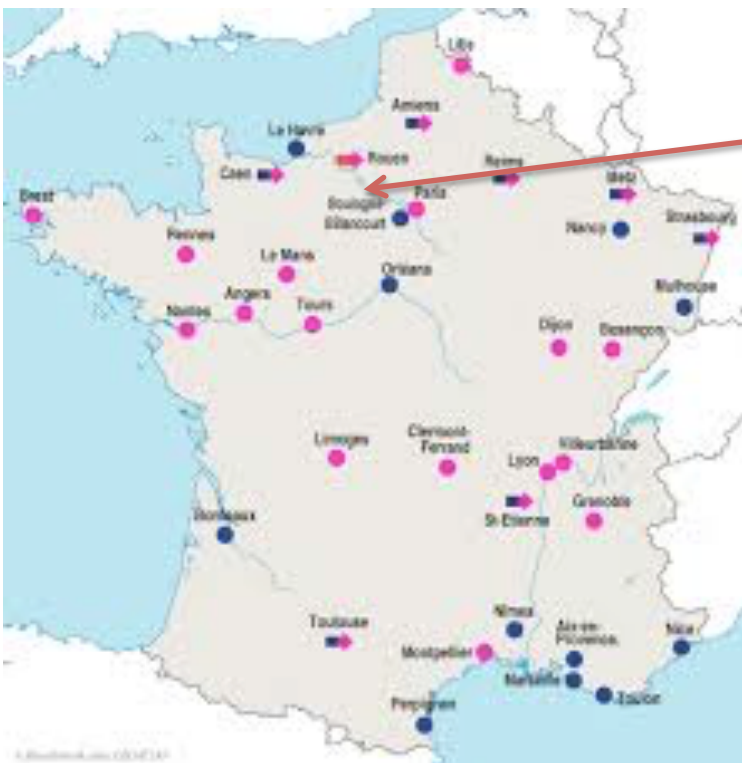 Lille
Amiens
Le Havre
Rouen
Caen
Reims
Metz
Brest
Paris
Boulogne
Billancourt
Strasbourg
Nancy
Rennes
Le Mans
Orléans
Mulhouse
Angers
Tours
Nantes
Dijon
Besançon
Limoges
Clermont-
Ferrand
Villeurbanne
Lyon
Grenoble
St-Etienne
Bordeaux
Toulouse
Nîmes
Aix-en-
Provence
Nice
Montpellier
Marseille
Toulon
Perpignan